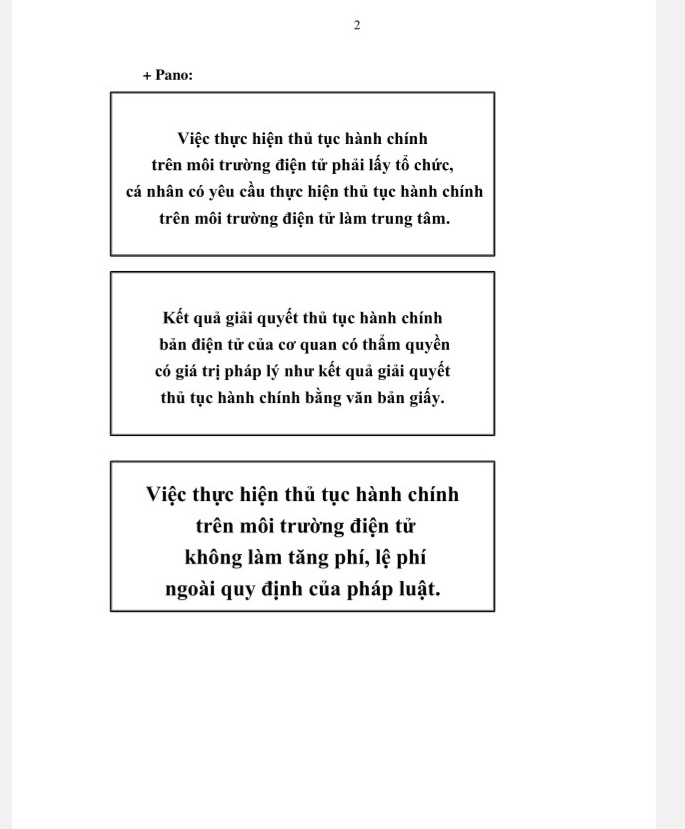 2
+ Pano:
Việc thực hiện thủ tục hành chính
trên môi trường điện tử phải lấy tổ chức,
cá nhân có yêu cầu thực hiện thủ tục hành chính
trên môi trường điện tử làm trung tâm.
Kết quả giải quyết thủ tục hành chính
bản điện tử của cơ quan có thẩm quyền
có giá trị pháp lý như kết quả giải quyết
thủ tục hành chính bằng văn bản giấy.
Việc thực hiện thủ tục hành chính
trên môi trường điện tử
không làm tăng phí, lệ phí
ngoài quy định của pháp luật.